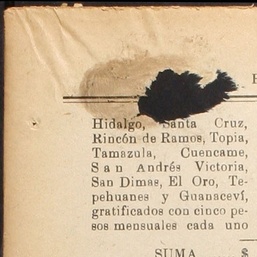 Hidalgo, Santa Cruz,
Rincón de Ramos, Topia,
Tamazula, Cuencame,
San Andrés Victoria,
San Dimas, El Oro, Te-
pehuanes y Guanaceví,
gratificados con cinco pe-
sos mensuales cada uno
SUMA $